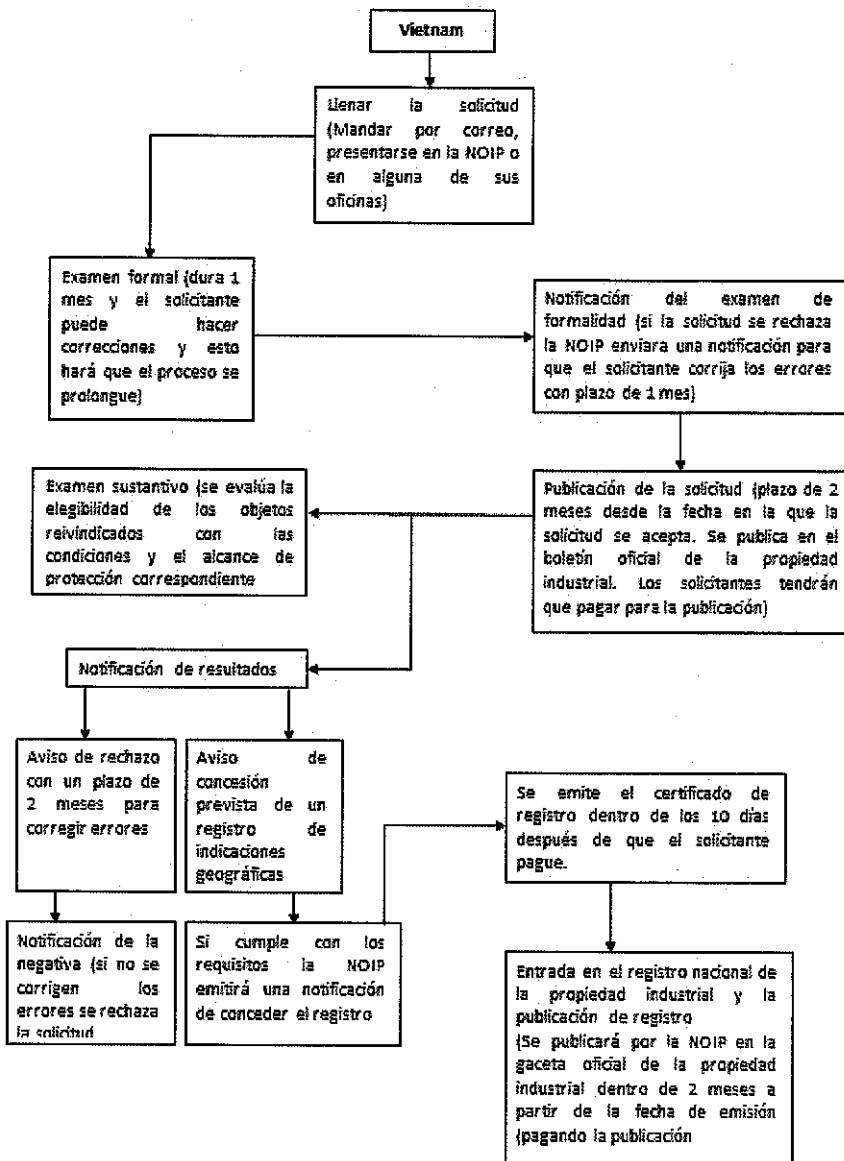 Vietnam
Llenar la solicitud
(Mandar por correo,
presentarse en la NOIP o
en alguna de sus
oficinas)
Examen formal (dura 1
mes y el solicitante
puede hacer
correcciones y esto
hará que el proceso se
prolongue)
Notificación del examen de
formalidad (si la solicitud se rechaza
la NOIP enviara una notificación para
que el solicitante corrija los errores
con plazo de 1 mes)
Publicación de la solicitud (plazo de 2
meses desde la fecha en la que la
solicitud se acepta. Se publica en el
boletín oficial de la propiedad
industrial. Los solicitantes tendrán
que pagar para la publicación)
Examen sustantivo (se evalúa la
elegibilidad de los objetos
reivindicados con las
condiciones y el alcance de
protección correspondiente
Notificación de resultados
Aviso de rechazo
con un plazo de
2 meses para
corregir errores
Aviso de
concesión
prevista de un
registro de
indicaciones
geográficas
Notificación de la
negativa (si no se
corrigen los
errores se rechaza
la solicitud
Si cumple con los
requisitos la NOIP
emitirá una notificación
de conceder el registro
Se emite el certificado de
registro dentro de los 10 días
después de que el solicitante
pague.
Entrada en el registro nacional de
la propiedad industrial y la
publicación de registro
(Se publicará por la NOIP en la
gaceta oficial de la propiedad
industrial dentro de 2 meses a
partir de la fecha de emisión
(pagando la publicación